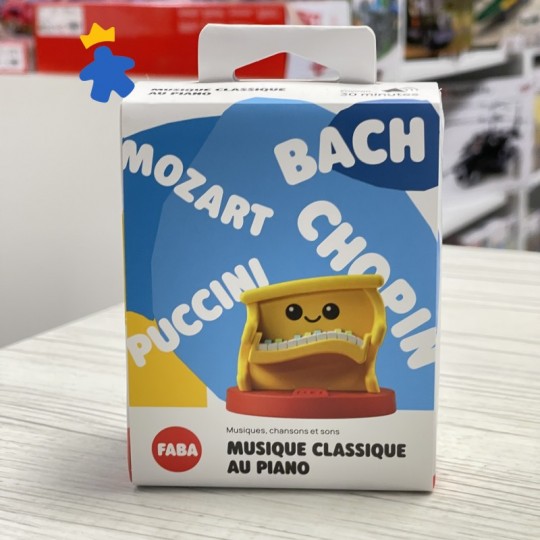 MUSIQUE CLASSIQUE
AU PIANO
30 minutes
MOZART
BACH
CHOPIN
PUCCINI
FABA
Musiques, chansons et sons
FABA
MUSIQUE CLASSIQUE
AU PIANO